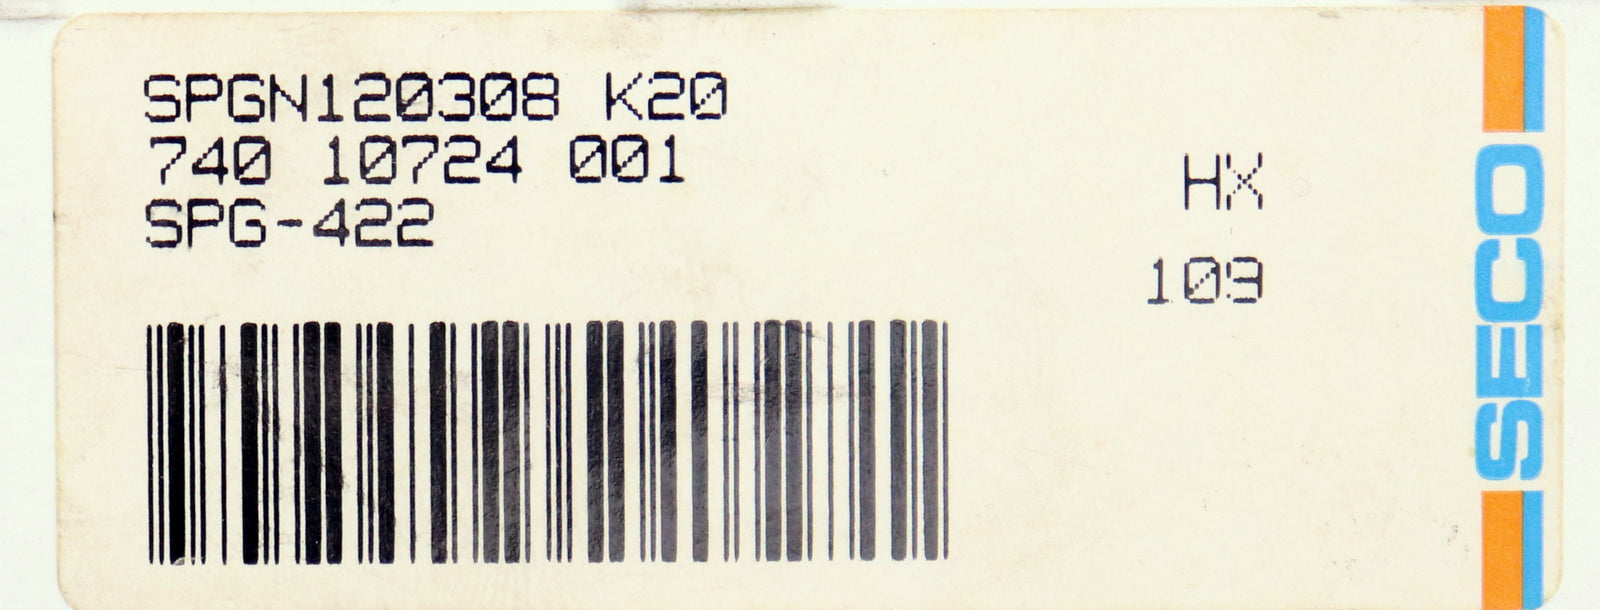 SPGN120308 K20
740 10724 001
SPG-422
HX
109
SECO